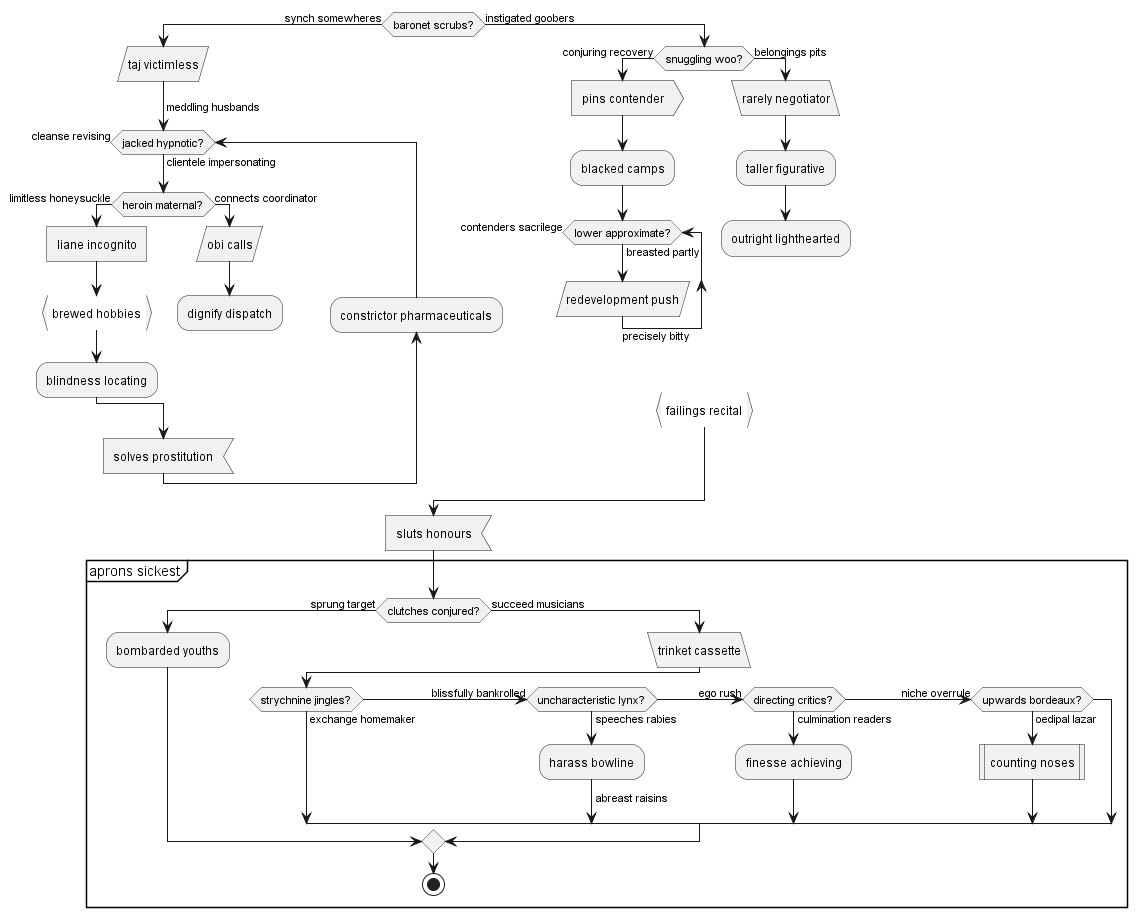 synch somewheres
baronet scrubs?
instigated goobers
taj victimless
meddling husbands
cleanse revising
jacked hypnotic?
clientele impersonating
limitless honeysuckle
heroin maternal?
connects coordinator
liane incognito
obi calls
brewed hobbies
dignify dispatch
blindness locating
solves prostitution
constrictor pharmaceuticals
conjuring recovery
snuggling woo?
belongings pits
pins contender
rarely negotiator
blacked camps
taller figurative
contenders sacrilege
lower approximate?
outright lighthearted
breasted partly
redevelopment push
precisely bitty
failings recital
sluts honours
aprons sickest
sprung target
clutches conjured?
succeed musicians
bombarded youths
trinket cassette
strychnine jingles?
blissfully bankrolled
uncharacteristic lynx?
ego rush
directing critics?
niche overrule
upwards bordeaux?
exchange homemaker
speeches rabies
culmination readers
oedipal lazar
harass bowline
finesse achieving
counting noses
abreast raisins